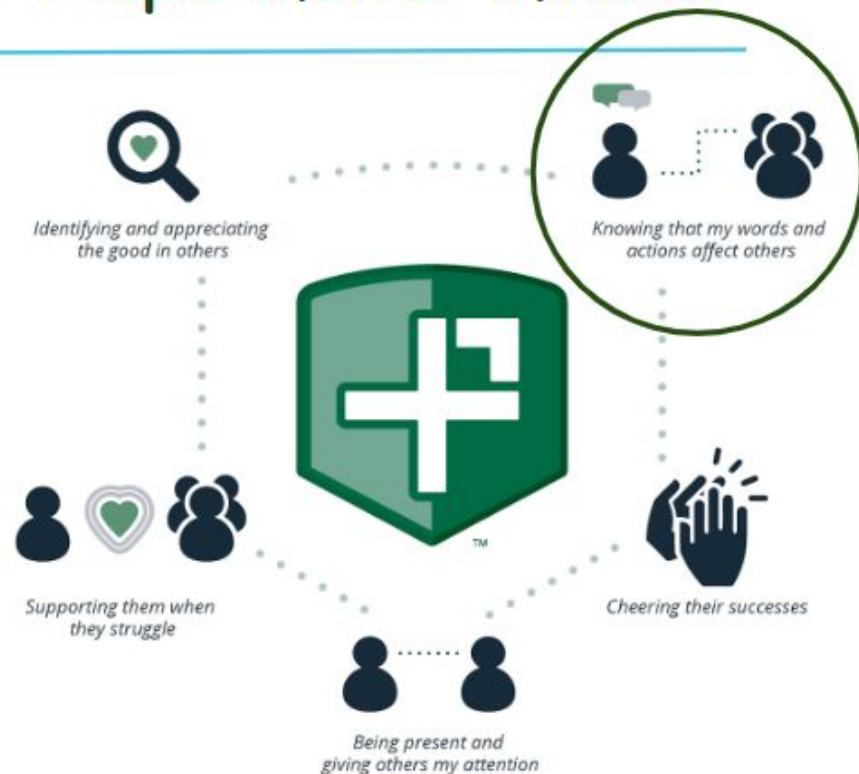 Identifying and appreciating
the good in others
Knowing that my words and
actions affect others
TM
Supporting them when
they struggle
Cheering their successes
Being present and
giving others my attention